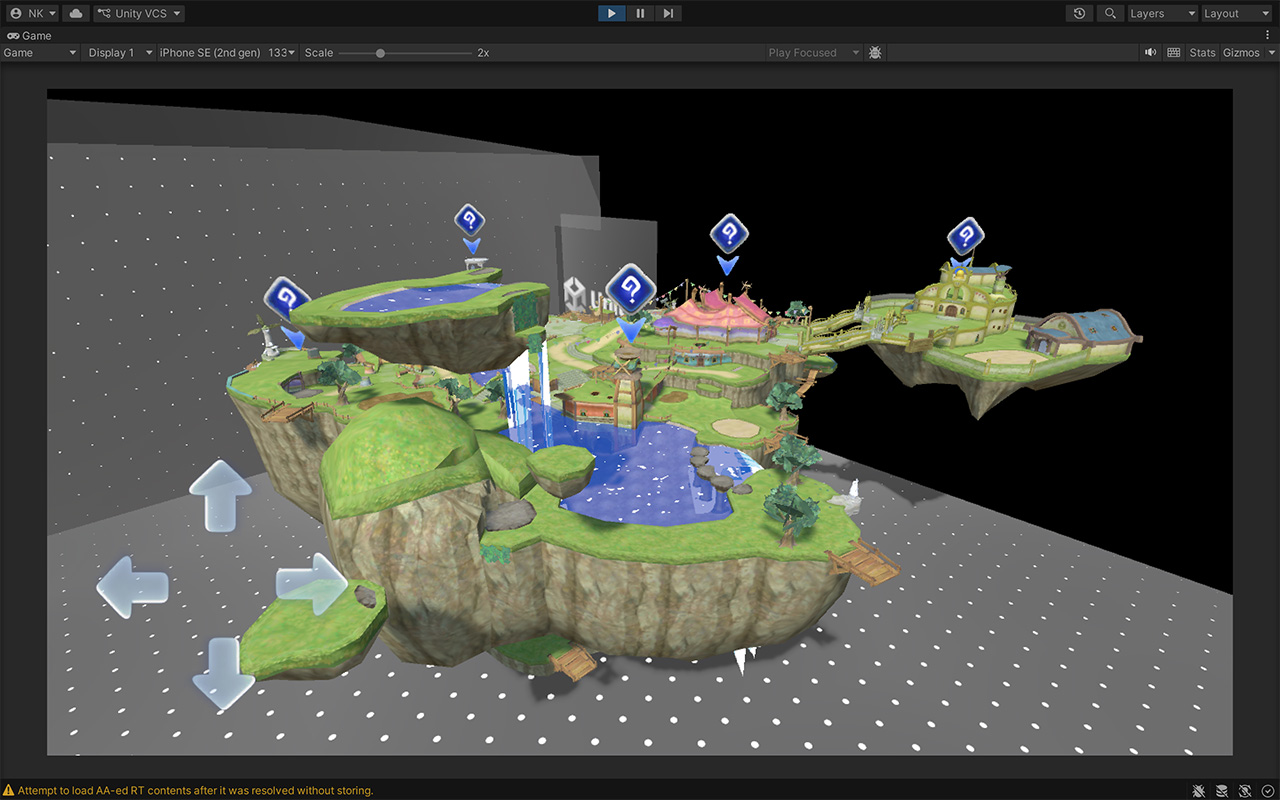 NK
Unity VCS
Layers
Layout
Game
Game
Display 1
iPhone SE (2nd gen)
133
Scale
2x
Play Focused
Stats
Gizmos
?
?
?
?
?
Attempt to load AA-ed RT contents after it was resolved without storing.